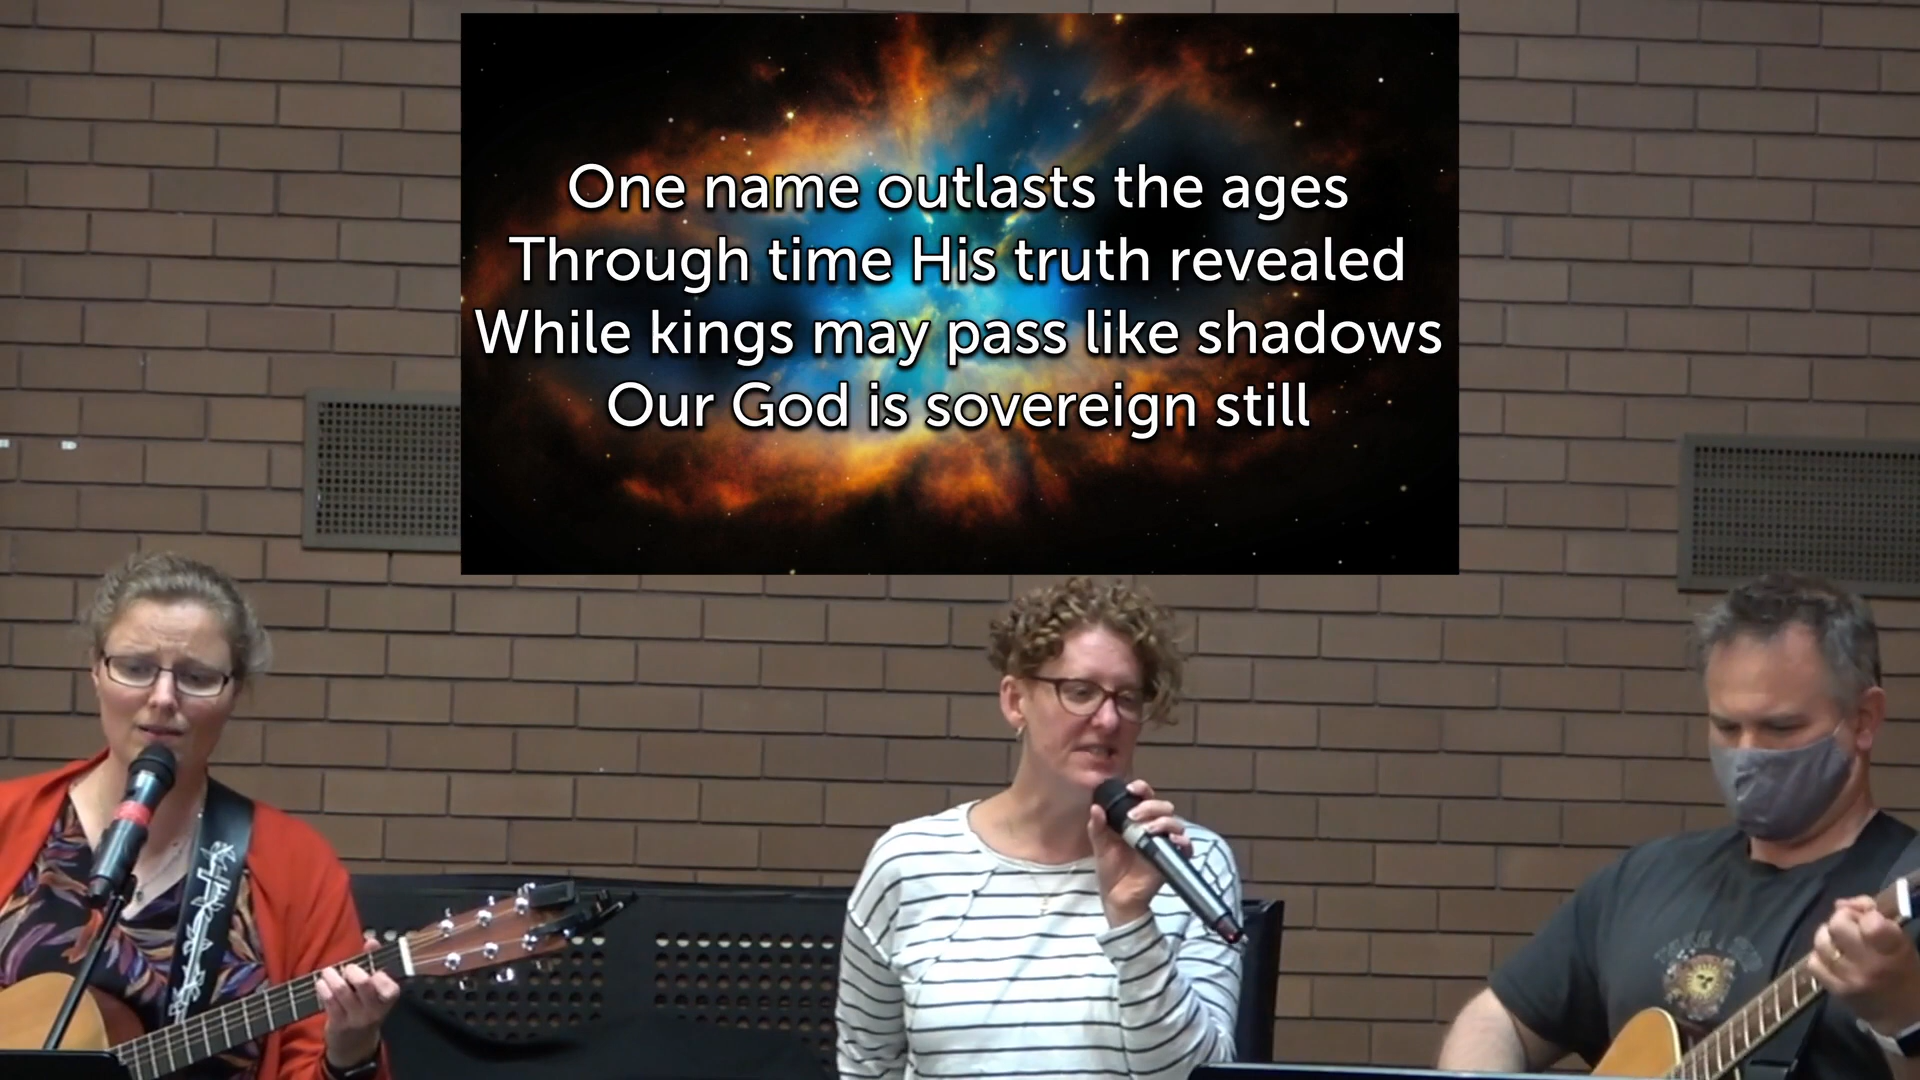 One name outlasts the ages
Through time His truth revealed
While kings may pass like shadows
Our God is sovereign still